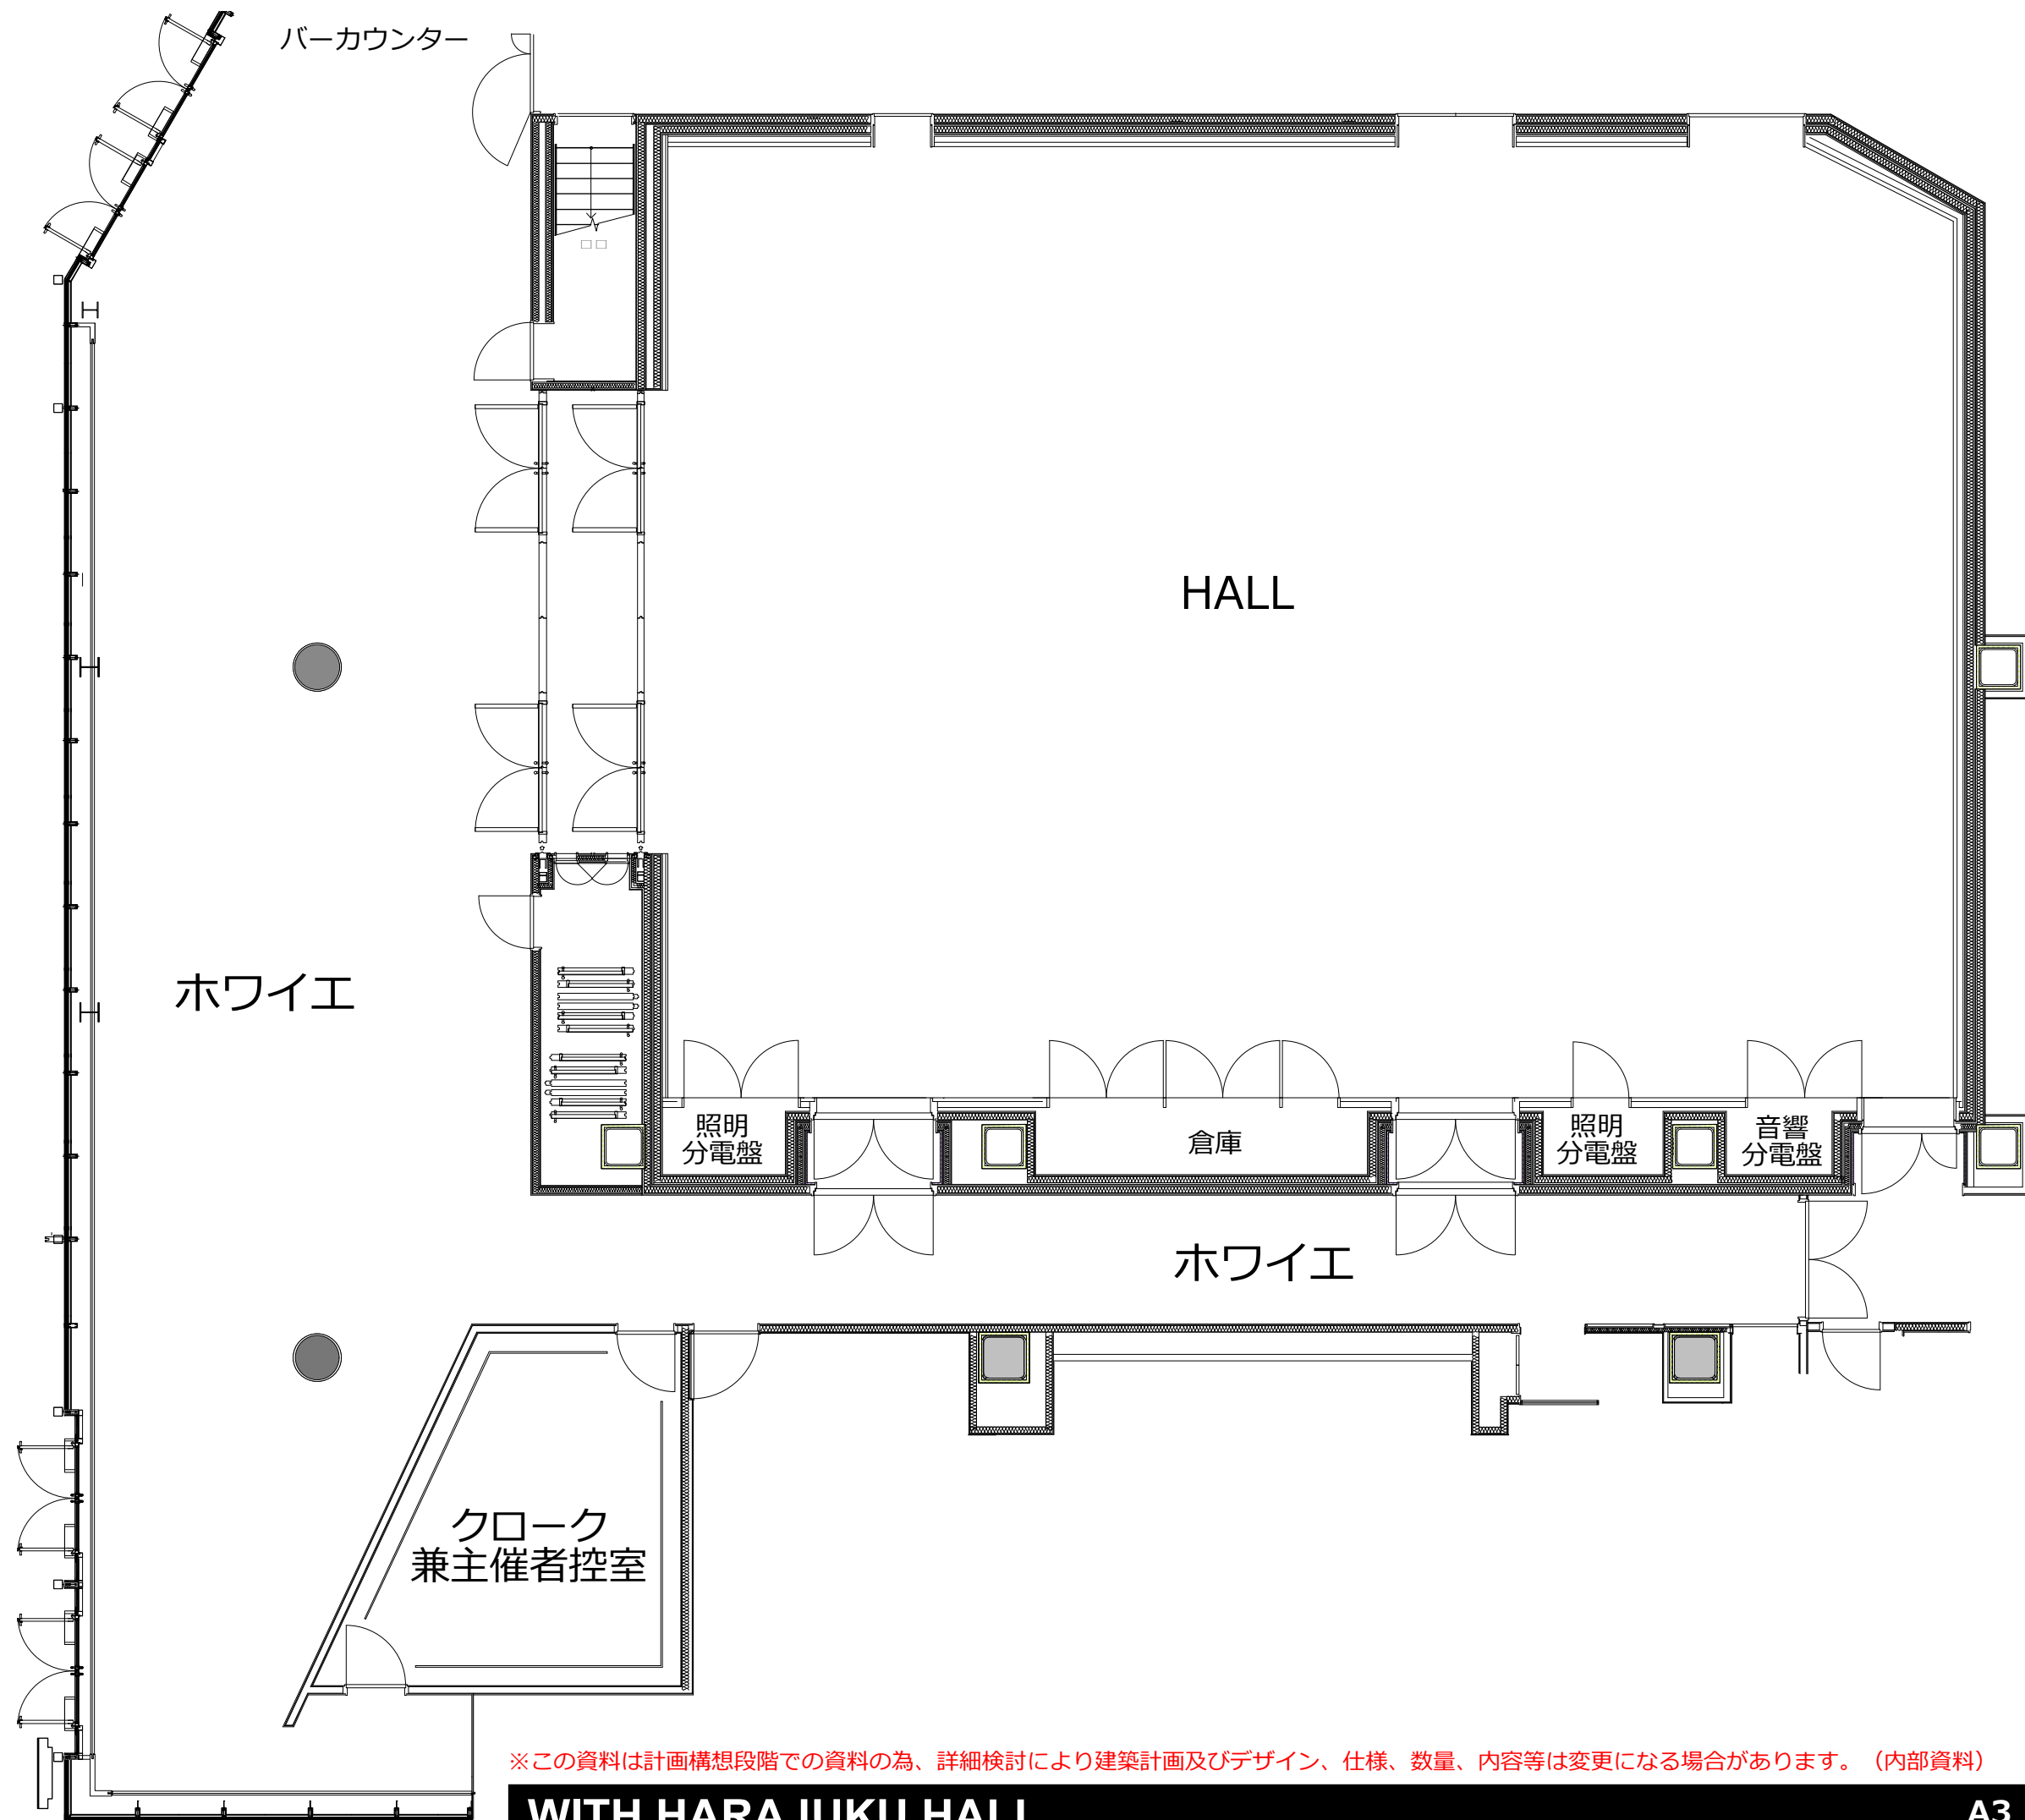 バーカウンター
HALL
ホワイエ
照明
分電盤
倉庫
照明
分電盤
音響
分電盤
ホワイエ
クローク
兼主催者控室
※この資料は計画構想段階での資料の為、詳細検討により建築計画及びデザイン、仕様、数量、内容等は変更になる場合があります。（内部資料）
WITH HARAJUKU HALL
A3